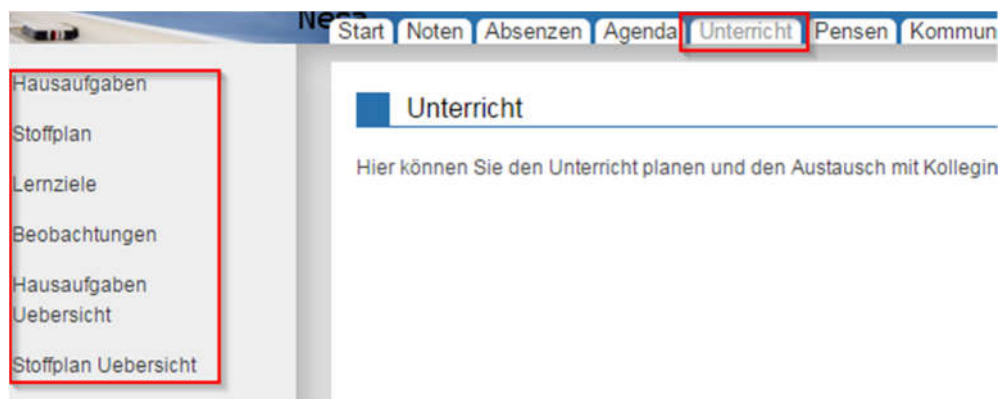 Nesa
Start Noten Absenzen Agenda Unterricht Pensen Kommun
Hausaufgaben
Stoffplan
Lernziele
Beobachtungen
Hausaufgaben
Uebersicht
Stoffplan Uebersicht
Unterricht
Hier können Sie den Unterricht planen und den Austausch mit Kollegin